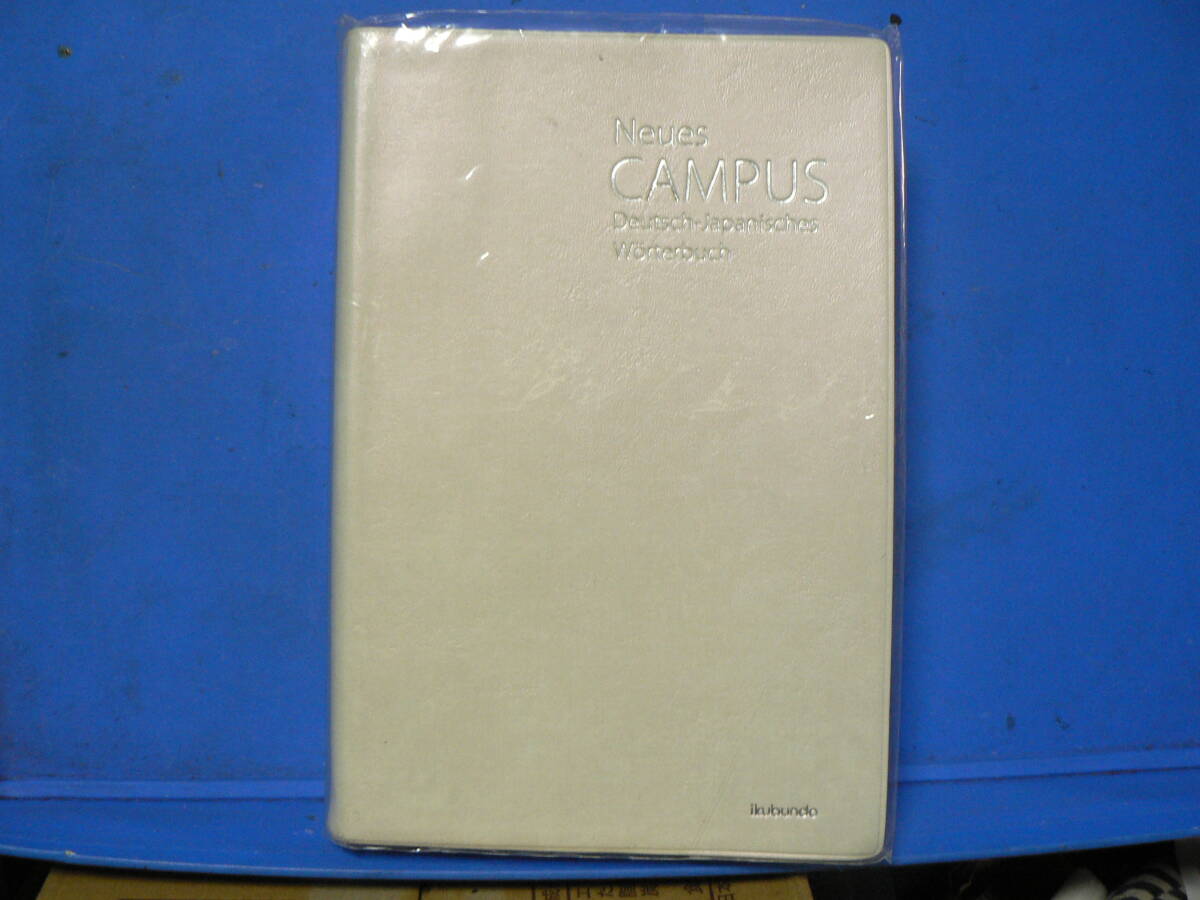 Neues
CAMPUS
Deutsch-Japanisches
Wörterbuch
ikubundo